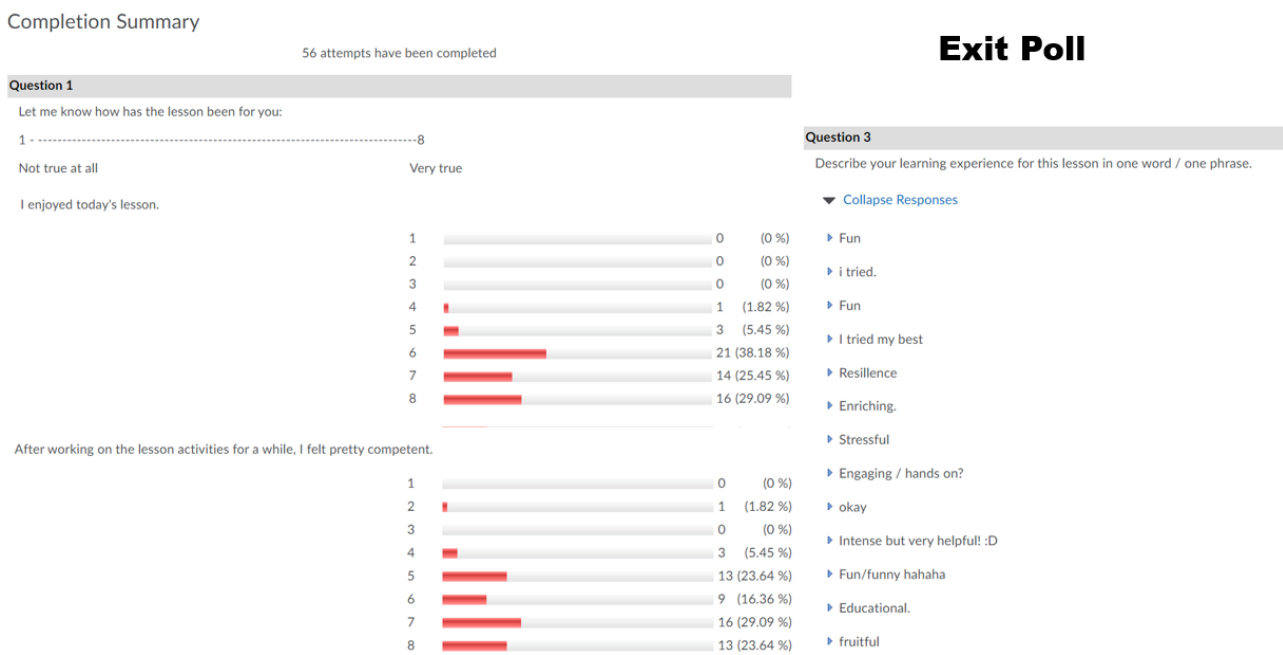 Completion Summary
Exit Poll
56 attempts have been completed
Question 1
Let me know how has the lesson been for you:
1 - ------------------------------------------------------------------------8
Not true at all Very true
I enjoyed today's lesson.
1 0 (0 %)
2 0 (0 %)
3 0 (0 %)
4 1 (1.82 %)
5 3 (5.45 %)
6 21 (38.18 %)
7 14 (25.45 %)
8 16 (29.09 %)
After working on the lesson activities for a while, I felt pretty competent.
1 0 (0 %)
2 1 (1.82 %)
3 0 (0 %)
4 3 (5.45 %)
5 13 (23.64 %)
6 9 (16.36 %)
7 16 (29.09 %)
8 13 (23.64 %)
Question 3
Describe your learning experience for this lesson in one word / one phrase.
Collapse Responses
Fun
i tried.
Fun
I tried my best
Resillence
Enriching.
Stressful
Engaging / hands on?
okay
Intense but very helpful! :D
Fun/funny hahaha
Educational.
fruitful